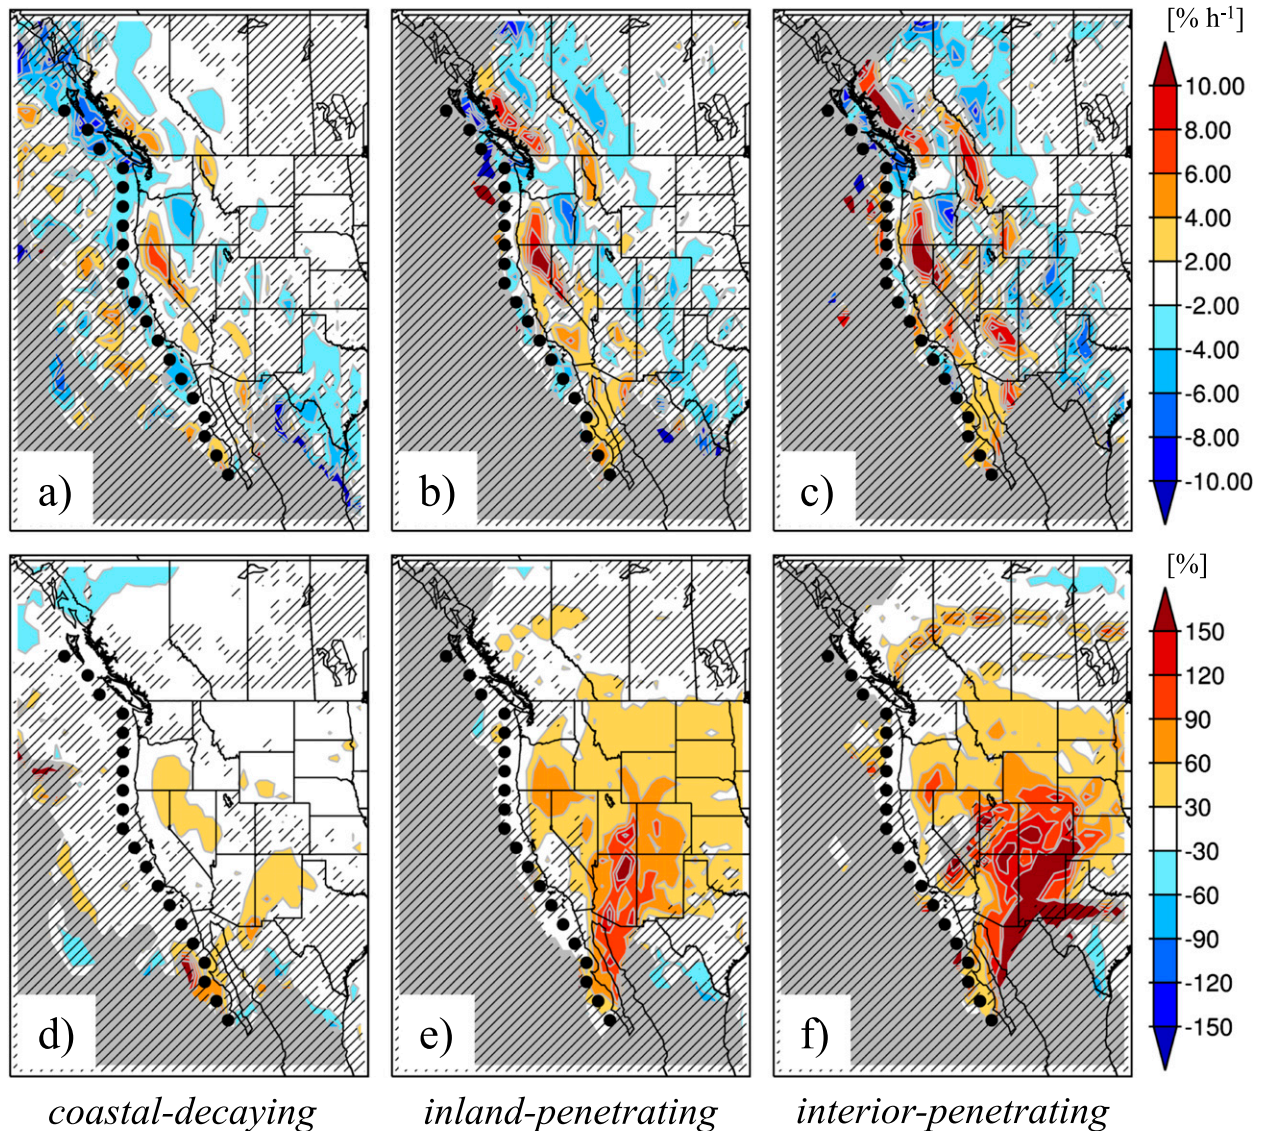 [% h-1]
10.00
8.00
6.00
4.00
2.00
-2.00
-4.00
-6.00
-8.00
-10.00
a)
b)
c)
[%]
150
120
90
60
30
-30
-60
-90
-120
-150
d)
e)
f)
coastal-decaying
inland-penetrating
interior-penetrating